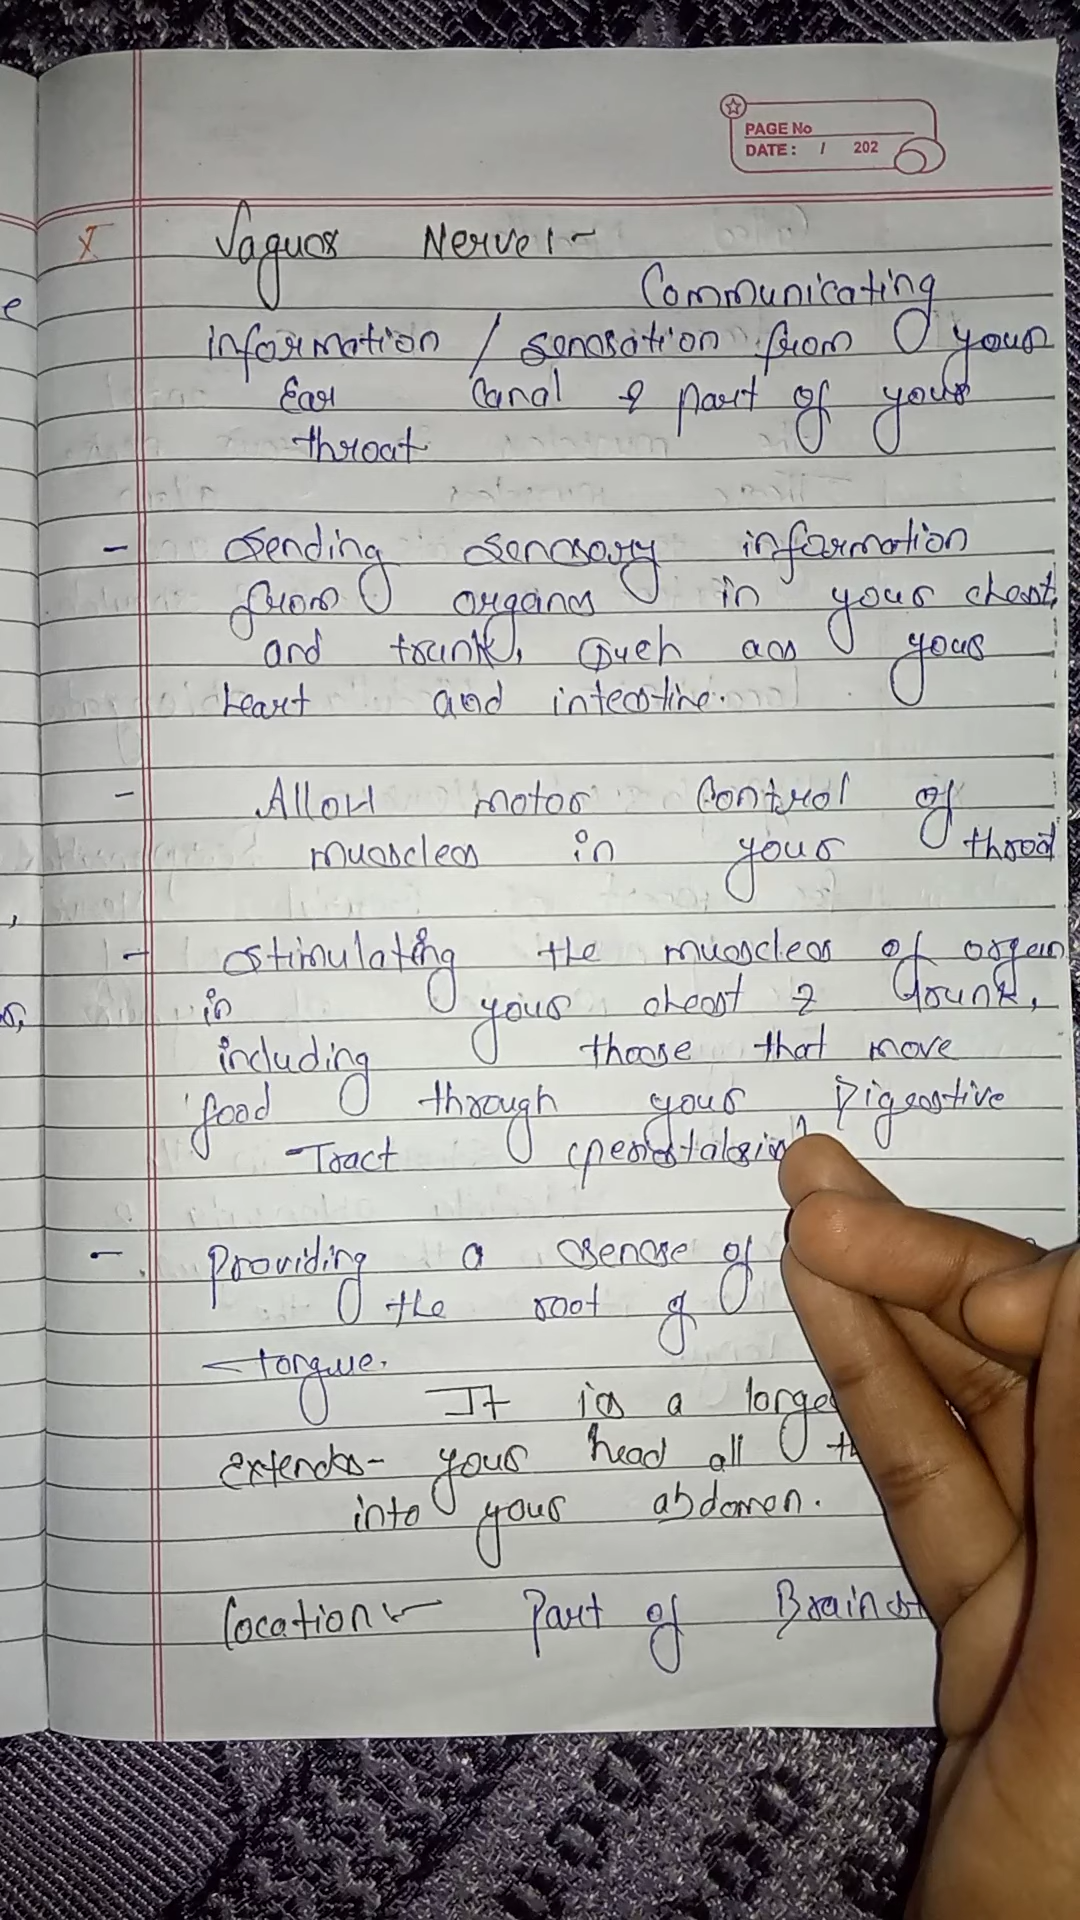 PAGE No
DATE: / 202
X Vagus Nerve :-
Communicating
information / sensation from your
Ear Canal & part of your
throat
- Sending sensory information
from organs in your chest
and trunk, such as your
heart and intestine.
- Allow motor control of
muscles in your throat
- stimulating the muscles of organ
in your chest & trunk,
including those that move
food through your Digestive
Tract (peristalsis)
- Providing a sense of
the root of
tongue.
It is a large
extends - your head all
into your abdomen.
Location :- Part of